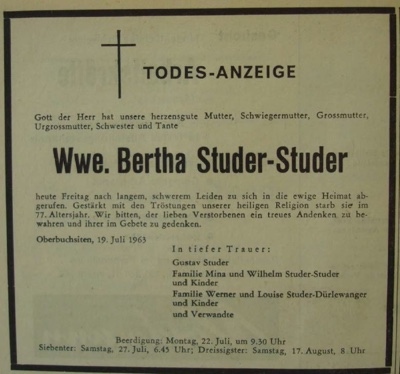 TODES-ANZEIGE
Gott der Herr hat unsere herzensgute Mutter, Schwiegermutter, Grossmutter,
Urgrossmutter, Schwester und Tante
Wwe. Bertha Studer-Studer
heute Freitag nach langem, schwerem Leiden zu sich in die ewige Heimat ab-
gerufen. Gestärkt mit den Tröstungen unserer heiligen Religion starb sie im
77. Altersjahr. Wir bitten, der lieben Verstorbenen ein treues Andenken zu be-
wahren und ihrer im Gebete zu gedenken.
Oberbuchsiten, 19. Juli 1963
In tiefer Trauer:
Gustav Studer
Familie Mina und Wilhelm Studer-Studer
und Kinder
Familie Werner und Louise Studer-Dürlewanger
und Kinder
und Verwandte
Beerdigung: Montag, 22. Juli, um 9.30 Uhr
Siebenter: Samstag, 27. Juli, 6.45 Uhr; Dreissigster: Samstag, 17. August, 8 Uhr